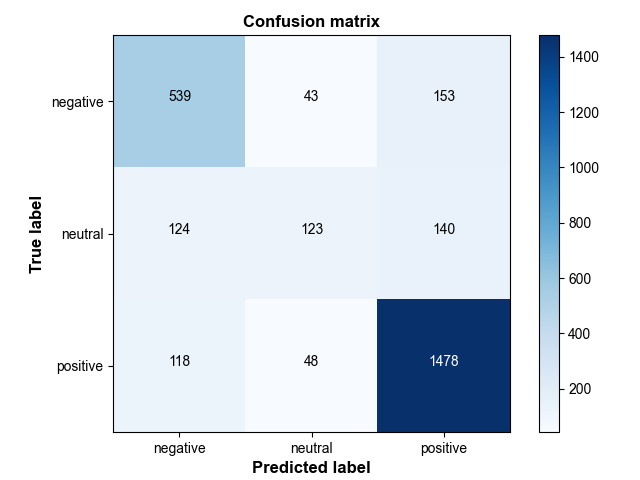 Confusion matrix
negative 539 43 153
neutral 124 123 140
positive 118 48 1478
negative neutral positive
True label
Predicted label
1400
1200
1000
800
600
400
200